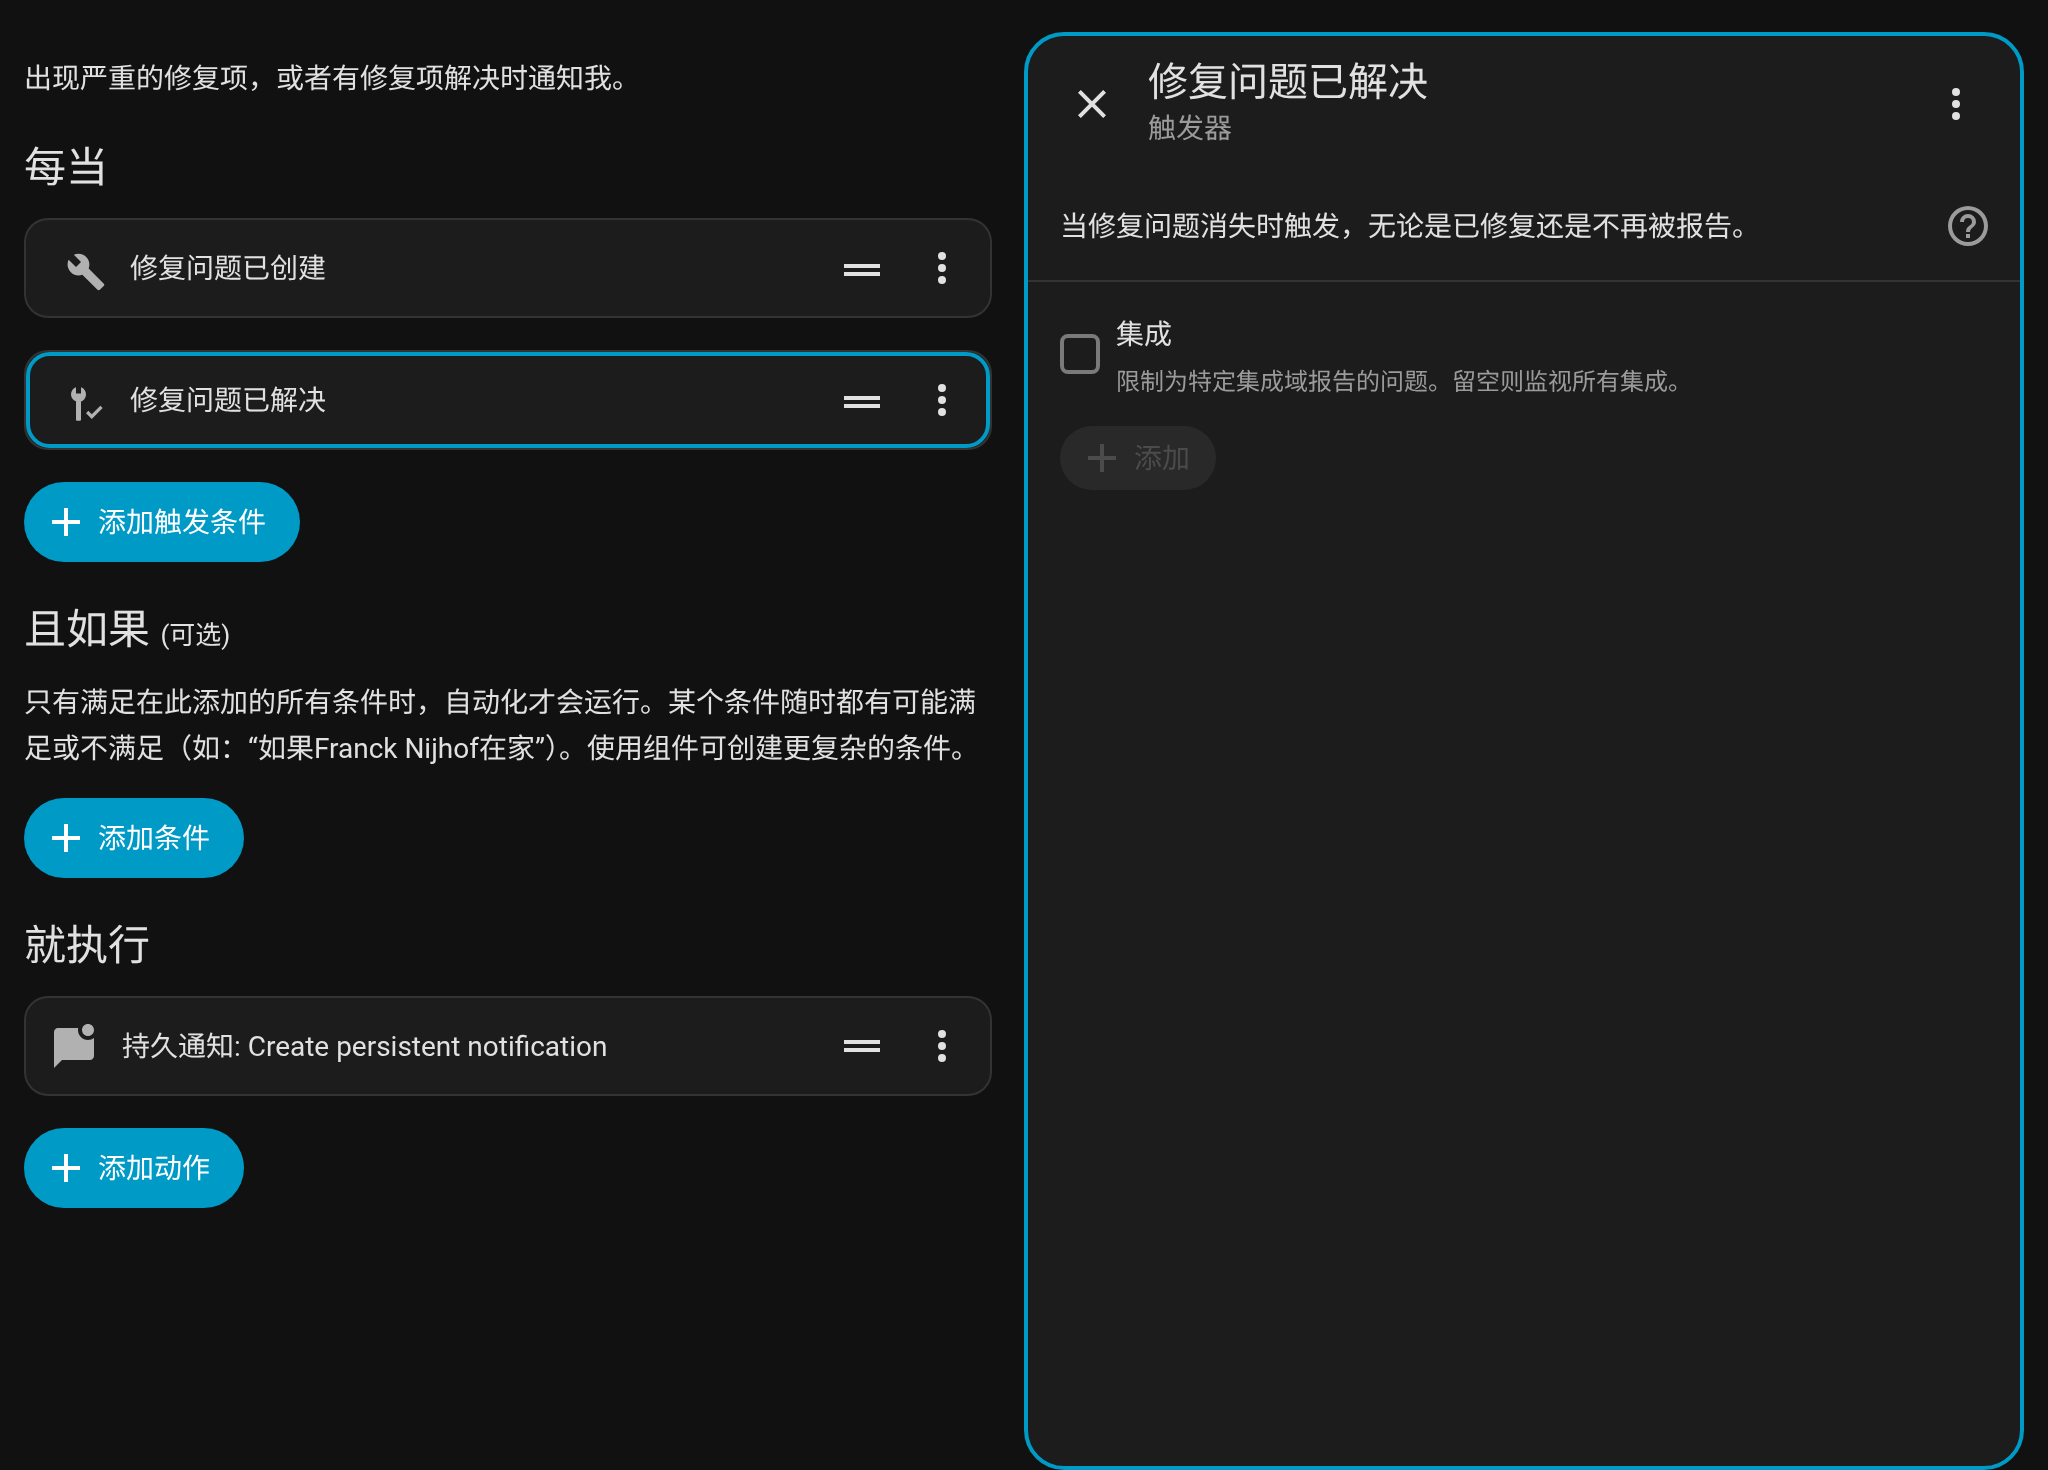 出现严重的修复项，或者有修复项解决时通知我。
每当
修复问题已创建
修复问题已解决
添加触发条件
且如果 (可选)
只有满足在此添加的所有条件时，自动化才会运行。某个条件随时都有可能满
足或不满足（如：“如果Franck Nijhof在家”）。使用组件可创建更复杂的条件。
添加条件
就执行
持久通知: Create persistent notification
添加动作
修复问题已解决
触发器
当修复问题消失时触发，无论是已修复还是不再被报告。
集成
限制为特定集成域报告的问题。留空则监视所有集成。
添加